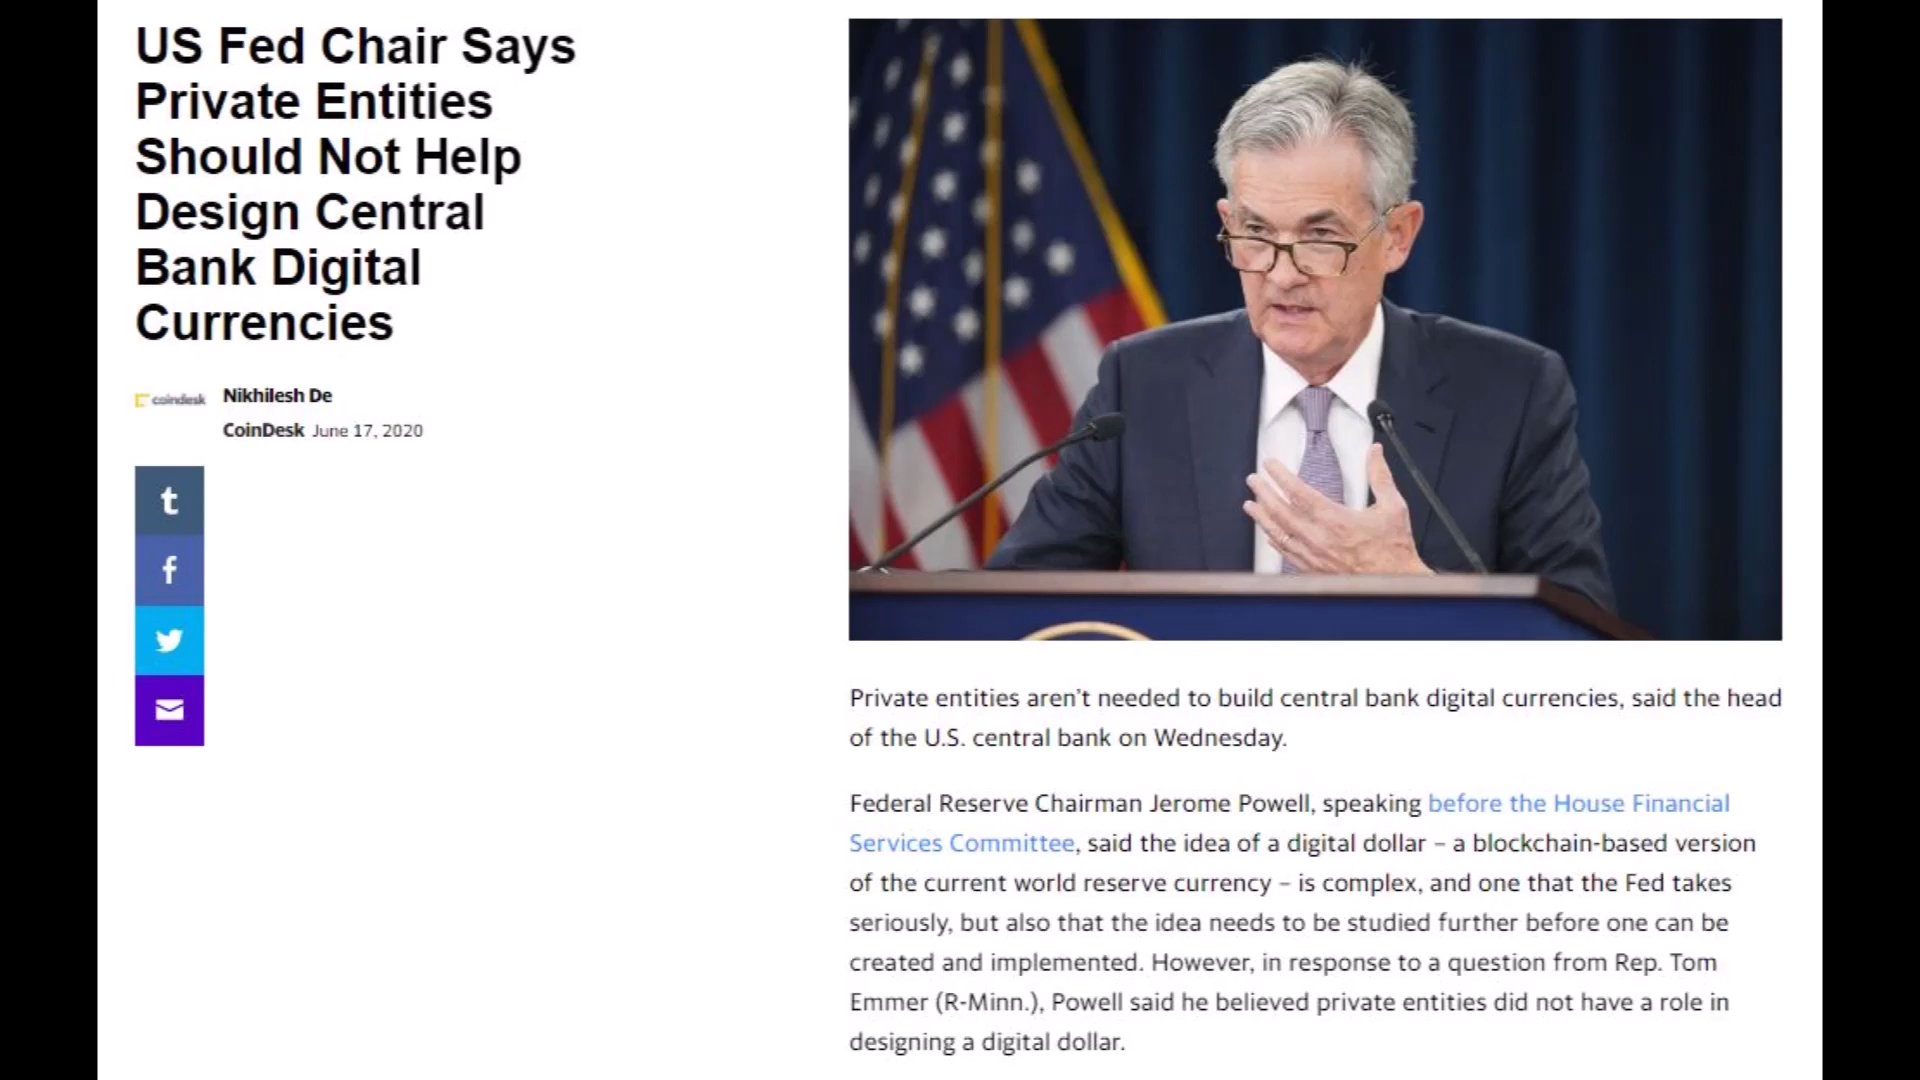 US Fed Chair Says
Private Entities
Should Not Help
Design Central
Bank Digital
Currencies
coindesk
Nikhilesh De
CoinDesk June 17, 2020
t
f
Private entities aren't needed to build central bank digital currencies, said the head
of the U.S. central bank on Wednesday.
Federal Reserve Chairman Jerome Powell, speaking before the House Financial
Services Committee, said the idea of a digital dollar – a blockchain-based version
of the current world reserve currency – is complex, and one that the Fed takes
seriously, but also that the idea needs to be studied further before one can be
created and implemented. However, in response to a question from Rep. Tom
Emmer (R-Minn.), Powell said he believed private entities did not have a role in
designing a digital dollar.